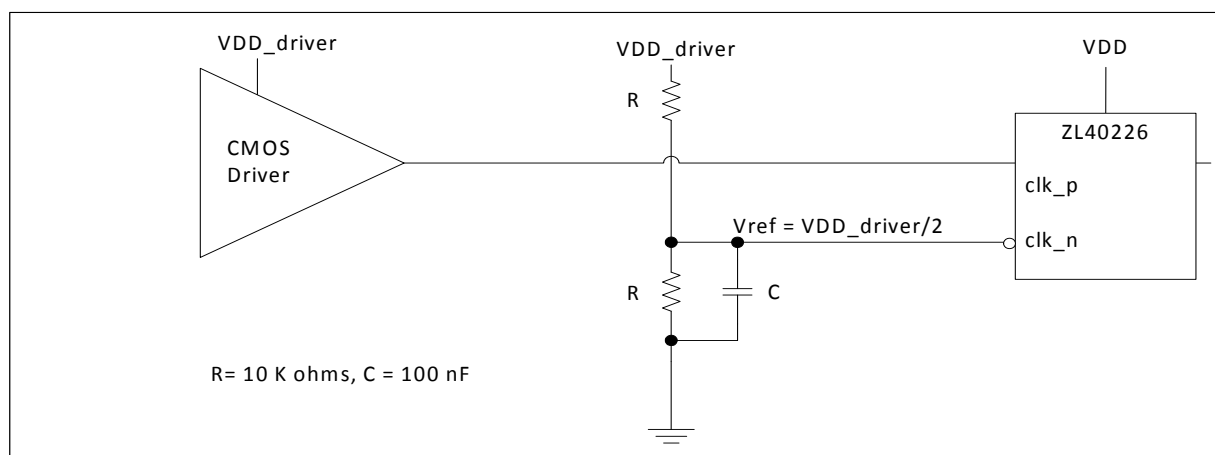 VDD_driver
VDD_driver
VDD
R
ZL40226
CMOS
Driver
clk_p
Vref = VDD_driver/2
clk_n
R
C
R= 10 K ohms, C = 100 nF